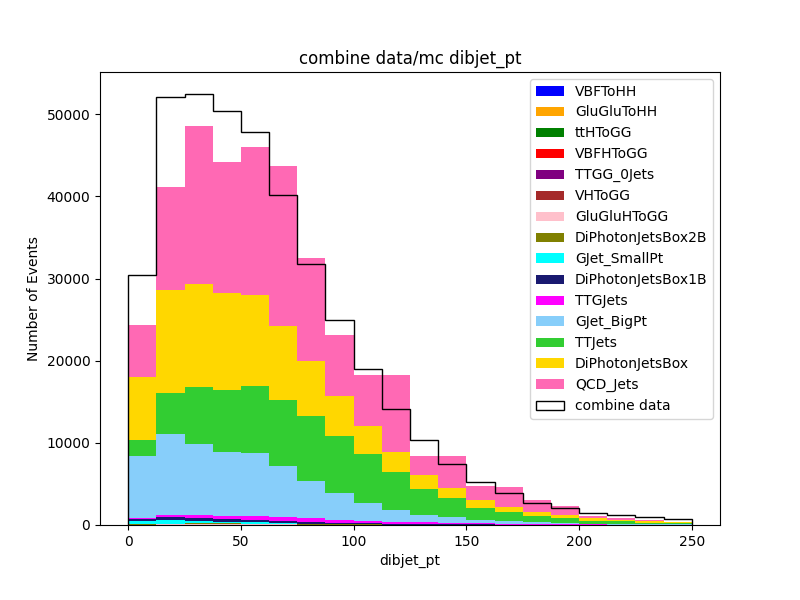 combine data/mc dibjet_pt
Number of Events
50000
40000
30000
20000
10000
0
0
50
100
150
200
250
dibjet_pt
VBFToHH
GluGluToHH
ttHToGG
VBFHToGG
TTGG_0Jets
VHToGG
GluGluHToGG
DiPhotonJetsBox2B
GJet_SmallPt
DiPhotonJetsBox1B
TTGJets
GJet_BigPt
TTJets
DiPhotonJetsBox
QCD_Jets
combine data